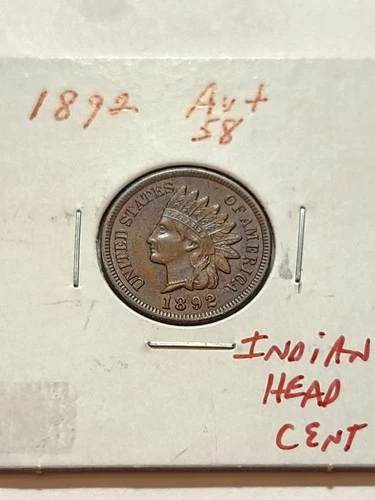 1892 Au+
58
UNITED STATES OF AMERICA
1892
INDIAN
HEAD
CENT